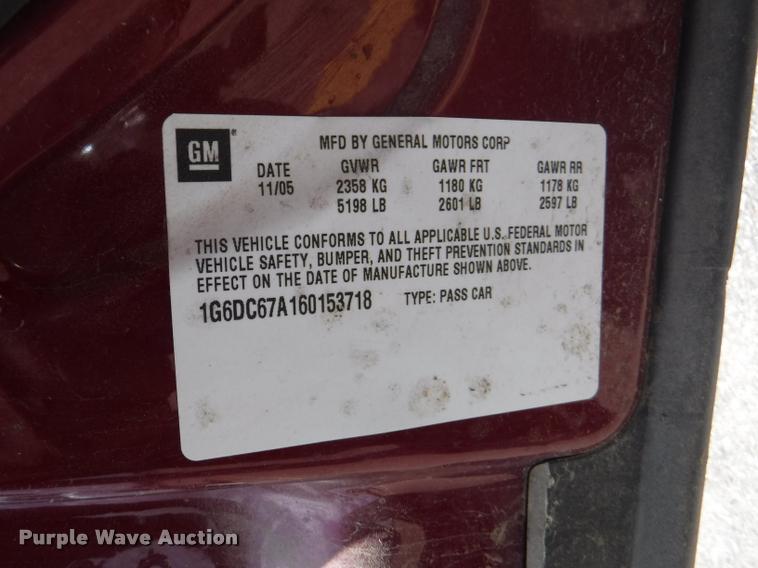 GM
MFD BY GENERAL MOTORS CORP
DATE GVWR GAWR FRT GAWR RR
11/05 2358 KG 1180 KG 1178 KG
5198 LB 2601 LB 2597 LB
THIS VEHICLE CONFORMS TO ALL APPLICABLE U.S. FEDERAL MOTOR
VEHICLE SAFETY, BUMPER, AND THEFT PREVENTION STANDARDS IN
EFFECT ON THE DATE OF MANUFACTURE SHOWN ABOVE.
1G6DC67A160153718 TYPE: PASS CAR
Purple Wave Auction